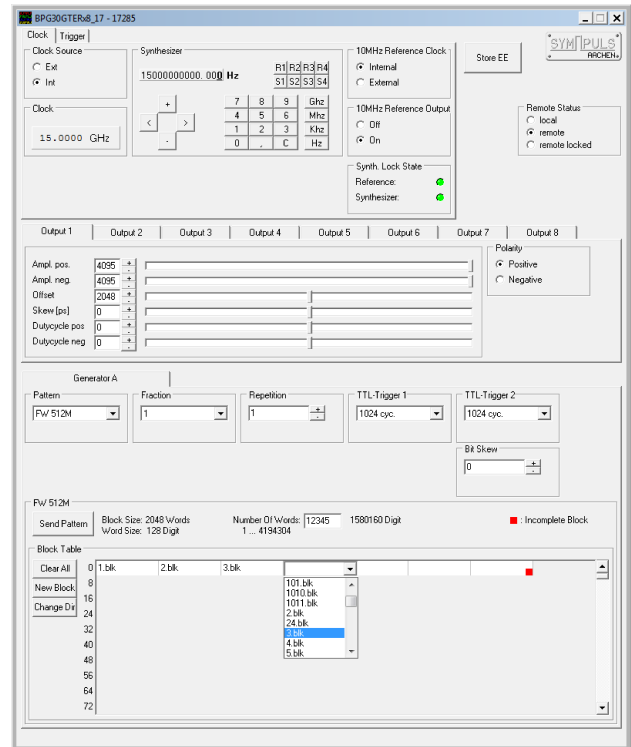 BPG30GTERx8_17 - 17285
Clock Trigger
Clock Source
Ext
Int
Synthesizer
15000000000.000 Hz
R1 R2 R3 R4
S1 S2 S3 S4
+
< >
-
7 8 9 Ghz
4 5 6 Mhz
1 2 3 Khz
0 , C Hz
Clock
15.0000 GHz
10MHz Reference Clock
Internal
External
10MHz Reference Output
Off
On
Synth. Lock State
Reference:
Synthesizer:
Store EE
SYMPULS
AACHEN
Remote Status
local
remote
remote locked
Output 1 Output 2 Output 3 Output 4 Output 5 Output 6 Output 7 Output 8
Ampl. pos. 4095 + -
Ampl. neg. 4095 + -
Offset 2048 + -
Skew [ps] 0 + -
Dutycycle pos 0 + -
Dutycycle neg 0 + -
Polarity
Positive
Negative
Generator A
Pattern
FW 512M
Fraction
1
Repetition
1 + -
TTL-Trigger 1
1024 cyc.
TTL-Trigger 2
1024 cyc.
Bit Skew
0 + -
FW 512M
Send Pattern
Block Size: 2048 Words
Word Size: 128 Digit
Number Of Words: 12345
1 ... 4194304
1580160 Digit
: Incomplete Block
Block Table
Clear All
New Block
Change Dir
0 1.blk 2.blk 3.blk
8
16
24
32
40
48
56
64
72
101.blk
1010.blk
1011.blk
2.blk
24.blk
3.blk
4.blk
5.blk